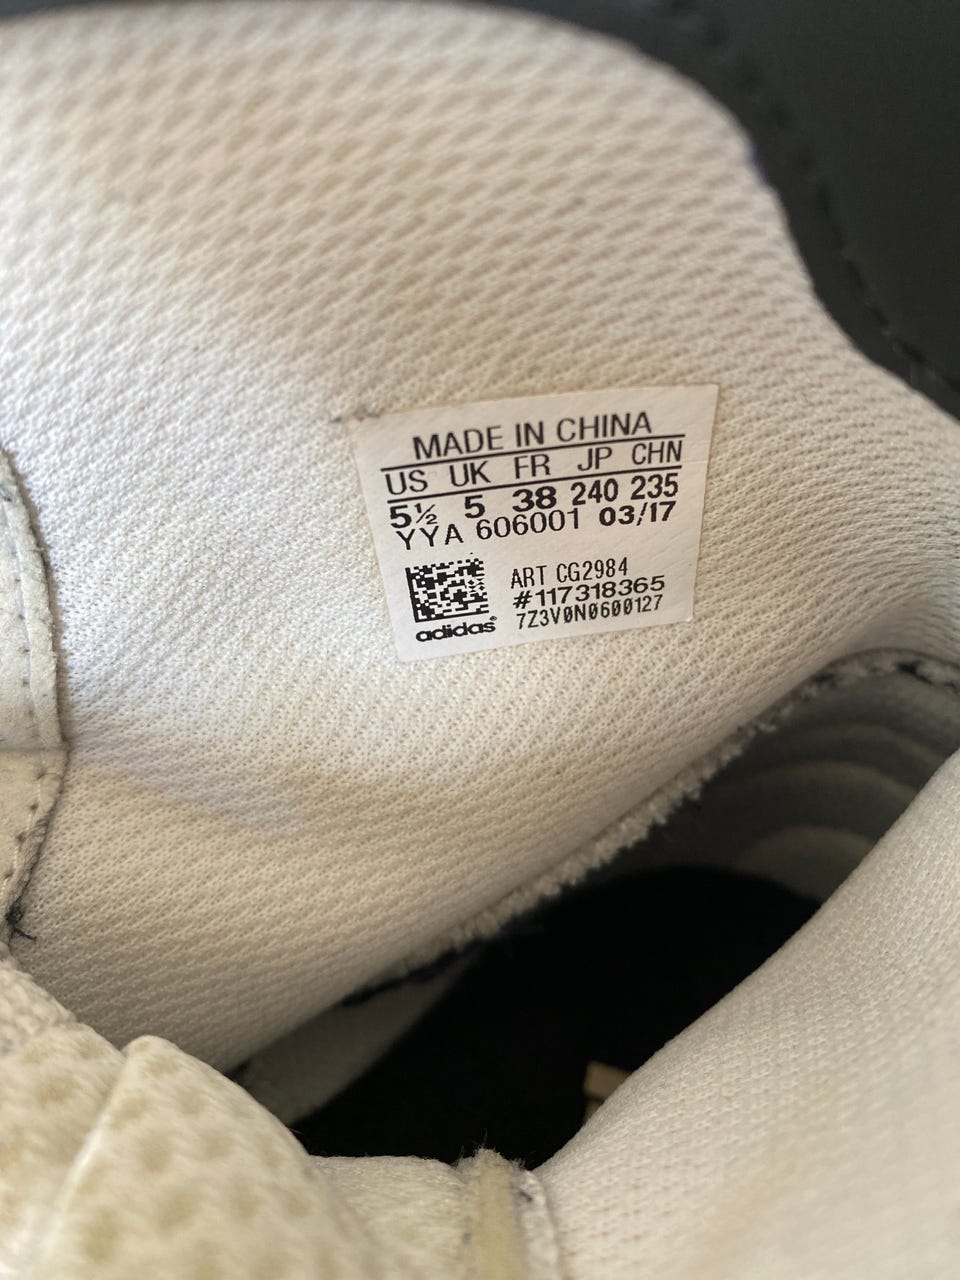 MADE IN CHINA
US UK FR JP CHN
5½ 5 38 240 235
YYA 606001 03/17
ART CG2984
#117318365
7Z3V0N0600127
adidas®